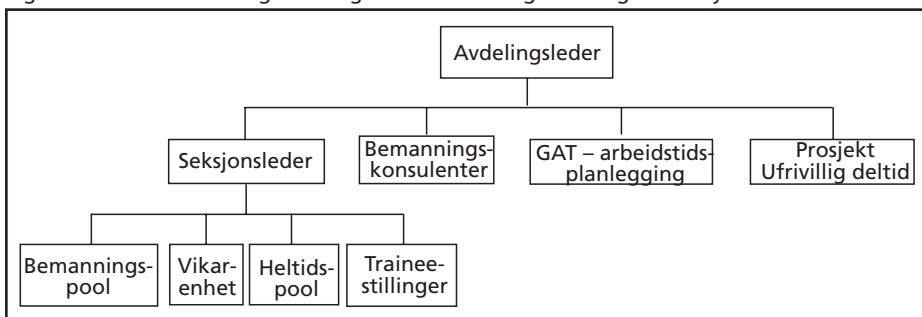 Avdelingsleder
Seksjonsleder
Bemannings-
konsulenter
GAT – arbeidstids-
planlegging
Prosjekt
Ufrivillig deltid
Bemannings-
pool
Vikar-
enhet
Heltids-
pool
Trainee-
stillinger